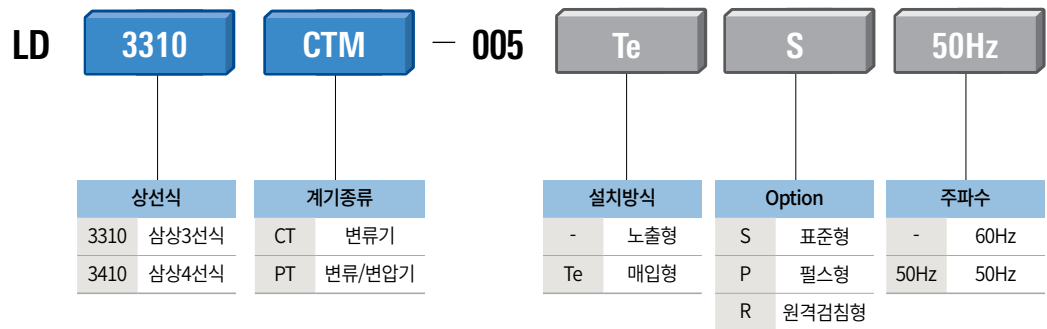 LD 3310 CTM – 005 Te S 50Hz
상선식 계기종류 설치방식 Option 주파수
3310 삼상3선식 CT 변류기 - 노출형 S 표준형 - 60Hz
3410 삼상4선식 PT 변류/변압기 Te 매입형 P 펄스형 50Hz 50Hz
R 원격검침형